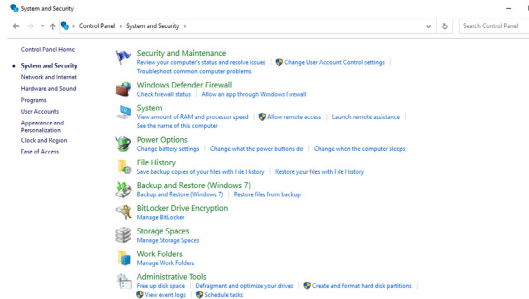 System and Security
Control Panel > System and Security >
Search Control Panel
Control Panel Home
System and Security
Network and Internet
Hardware and Sound
Programs
User Accounts
Appearance and
Personalization
Clock and Region
Ease of Access
Security and Maintenance
Review your computer's status and resolve issues | Change User Account Control settings |
Troubleshoot common computer problems
Windows Defender Firewall
Check firewall status | Allow an app through Windows Firewall
System
View amount of RAM and processor speed | Allow remote access | Launch remote assistance |
See the name of this computer
Power Options
Change battery settings | Change what the power buttons do | Change when the computer sleeps
File History
Save backup copies of your files with File History | Restore your files with File History
Backup and Restore (Windows 7)
Backup and Restore (Windows 7) | Restore files from backup
BitLocker Drive Encryption
Manage BitLocker
Storage Spaces
Manage Storage Spaces
Work Folders
Manage Work Folders
Administrative Tools
Free up disk space | Defragment and optimize your drives | Create and format hard disk partitions |
View event logs | Schedule tasks